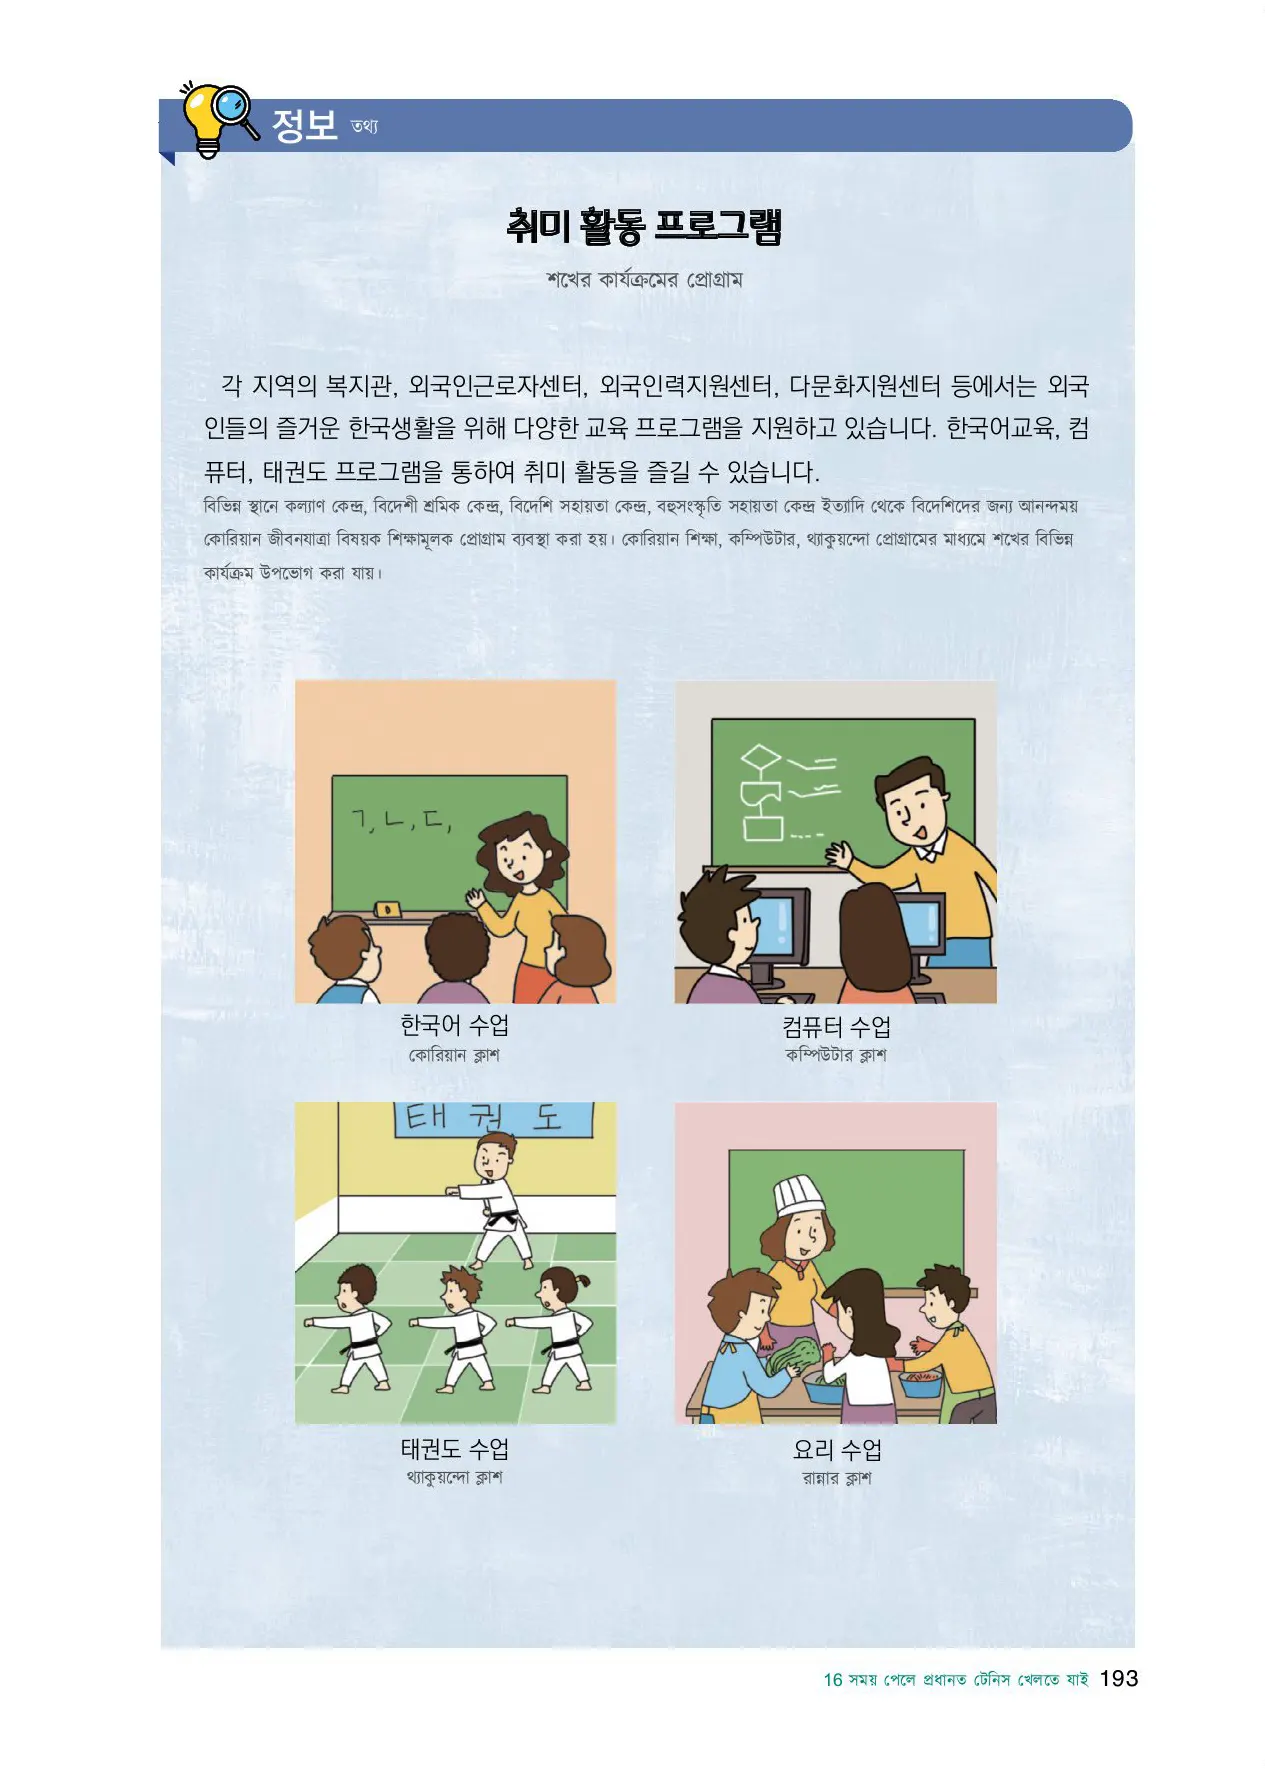 정보 তথ্য
취미 활동 프로그램
শখের কার্যক্রমের প্রোগ্রাম
각 지역의 복지관, 외국인근로자센터, 외국인력지원센터, 다문화지원센터 등에서는 외국
인들의 즐거운 한국생활을 위해 다양한 교육 프로그램을 지원하고 있습니다. 한국어교육, 컴
퓨터, 태권도 프로그램을 통하여 취미 활동을 즐길 수 있습니다.
বিভিন্ন স্থানে কল্যাণ কেন্দ্র, বিদেশী শ্রমিক কেন্দ্র, বিদেশি সহায়তা কেন্দ্র, বহুসংস্কৃতি সহায়তা কেন্দ্র ইত্যাদি থেকে বিদেশিদের জন্য আনন্দময়
কোরিয়ান জীবনযাত্রা বিষয়ক শিক্ষামূলক প্রোগ্রাম ব্যবস্থা করা হয়। কোরিয়ান শিক্ষা, কম্পিউটার, থ্যাকুয়ন্দো প্রোগ্রামের মাধ্যমে শখের বিভিন্ন
কার্যক্রম উপভোগ করা যায়।
ㄱ, ㄴ, ㄷ,
한국어 수업
কোরিয়ান ক্লাশ
컴퓨터 수업
কম্পিউটার ক্লাশ
태권도
태권도 수업
থ্যাকুয়ন্দো ক্লাশ
요리 수업
রান্নার ক্লাশ
16 সময় পেলে প্রধানত টেনিস খেলতে যাই 193